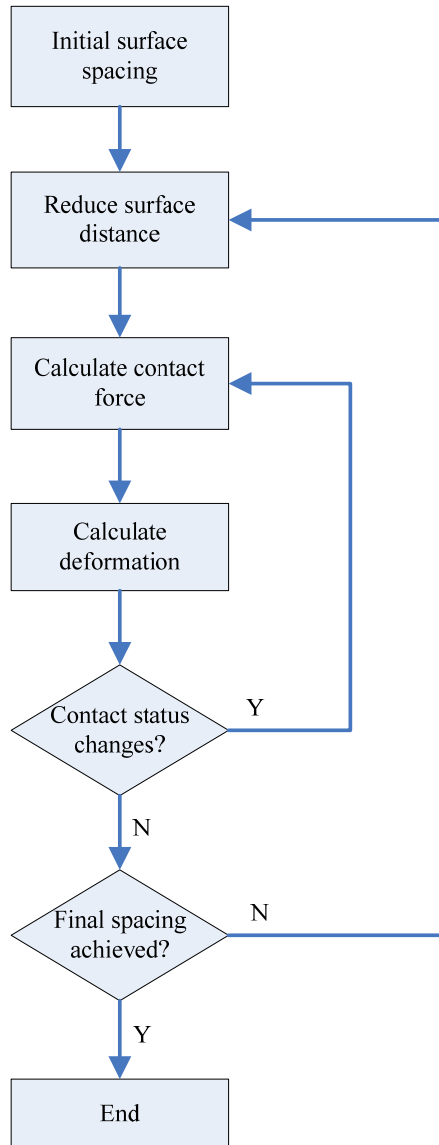 Initial surface
spacing
Reduce surface
distance
Calculate contact
force
Calculate
deformation
Contact status
changes?
Y
N
Final spacing
achieved?
N
Y
End